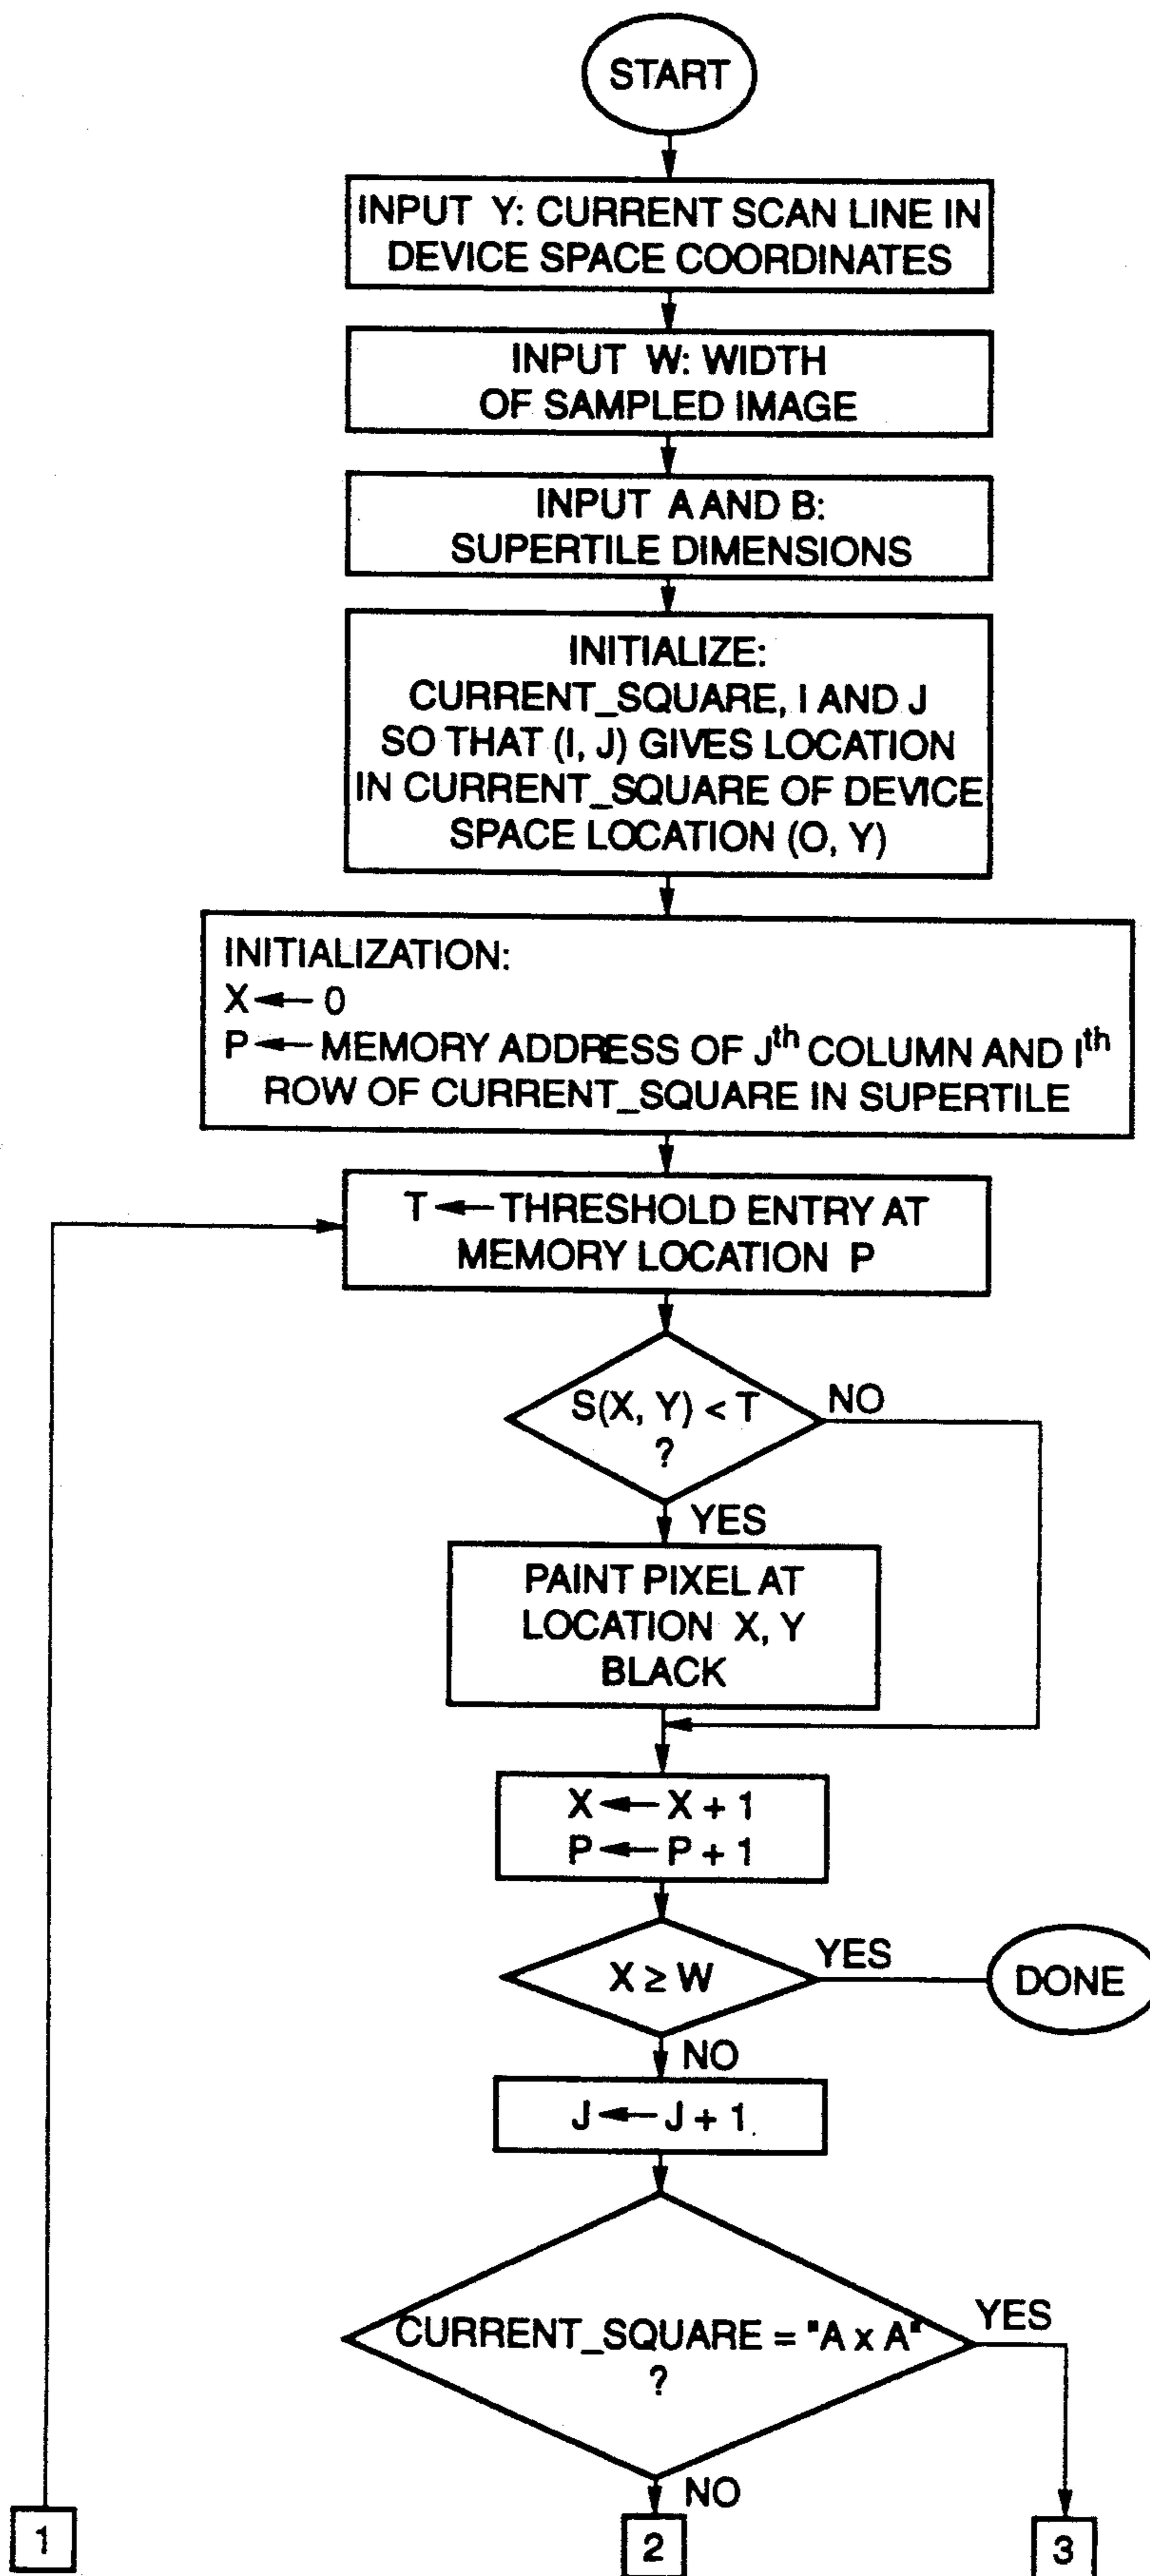 START
INPUT Y: CURRENT SCAN LINE IN
DEVICE SPACE COORDINATES
INPUT W: WIDTH
OF SAMPLED IMAGE
INPUT A AND B:
SUPERTILE DIMENSIONS
INITIALIZE:
CURRENT_SQUARE, I AND J
SO THAT (I, J) GIVES LOCATION
IN CURRENT_SQUARE OF DEVICE
SPACE LOCATION (O, Y)
INITIALIZATION:
X ← 0
P ← MEMORY ADDRESS OF Jth COLUMN AND Ith
ROW OF CURRENT_SQUARE IN SUPERTILE
T ← THRESHOLD ENTRY AT
MEMORY LOCATION P
S(X, Y) < T
?
NO
YES
PAINT PIXEL AT
LOCATION X, Y
BLACK
X ← X + 1
P ← P + 1
X ≥ W
YES
DONE
NO
J ← J + 1
CURRENT_SQUARE = "A x A"
?
YES
NO
1
2
3